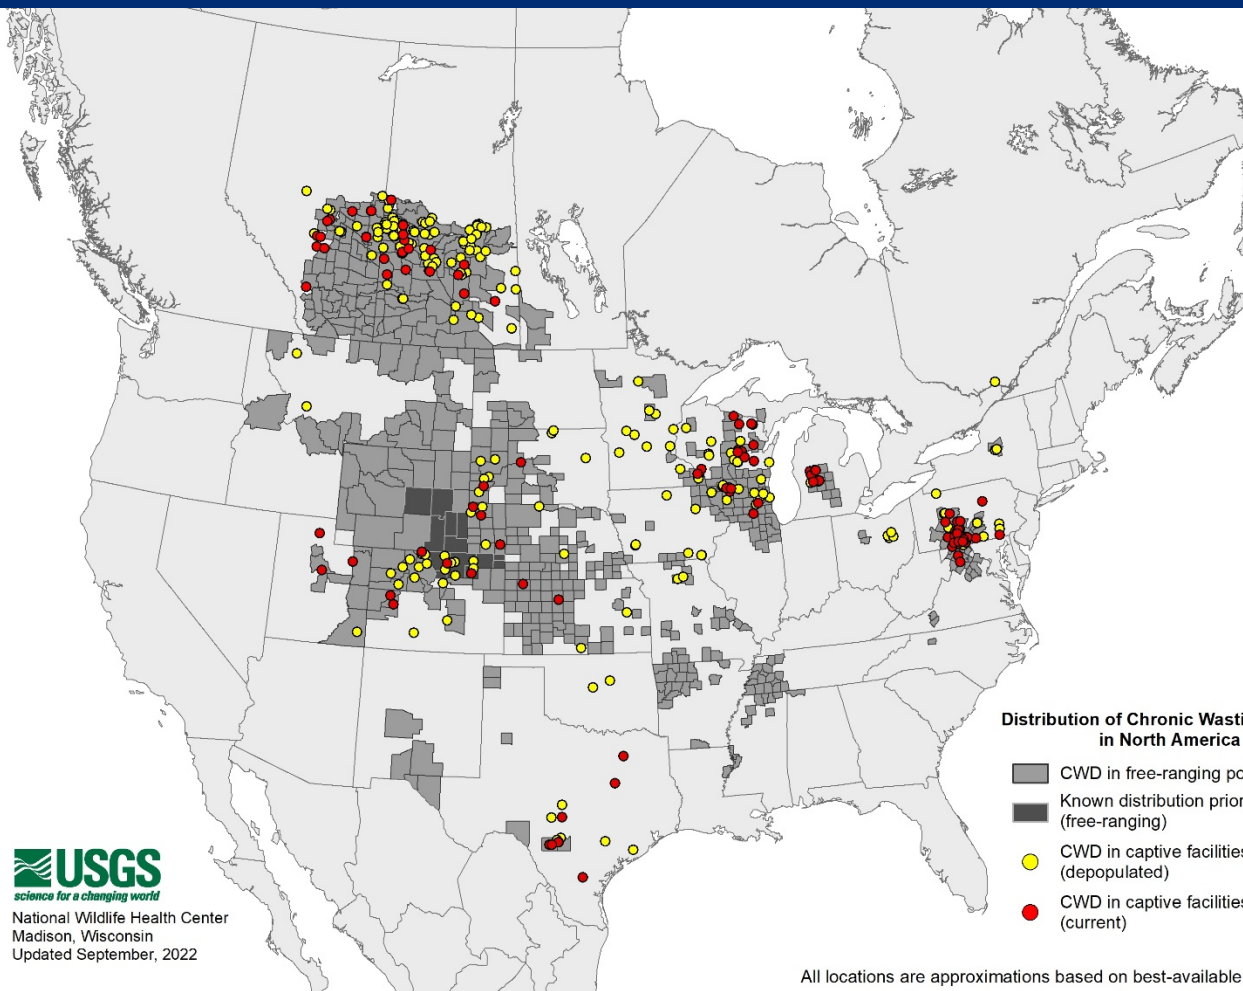 Distribution of Chronic Wasti
in North America
CWD in free-ranging po
Known distribution prior
(free-ranging)
CWD in captive facilities
(depopulated)
CWD in captive facilities
(current)
USGS
science for a changing world
National Wildlife Health Center
Madison, Wisconsin
Updated September, 2022
All locations are approximations based on best-available